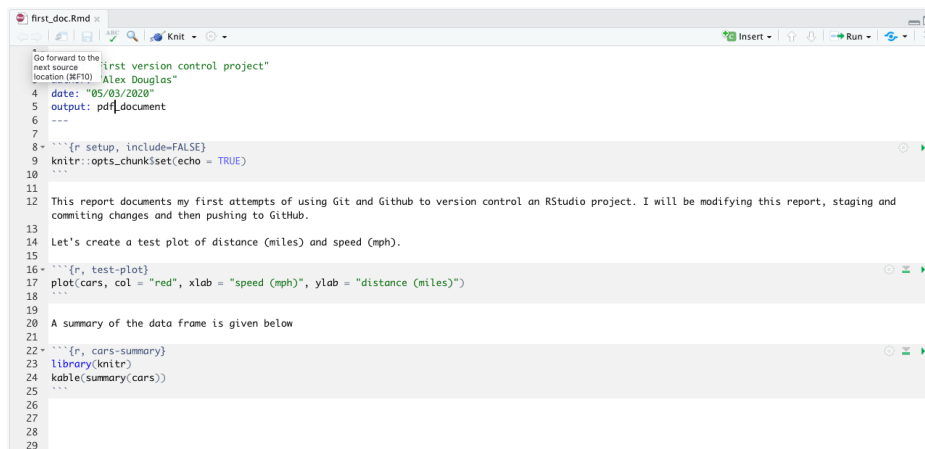 first_doc.Rmd
ABC Knit Insert Run
1
Go forward to the
next source
location (⌘F10)
irst version control project"
3 "Alex Douglas"
4 date: "05/03/2020"
5 output: pdf_document
6 ---
7
8 ```{r setup, include=FALSE}
9 knitr::opts_chunk$set(echo = TRUE)
10 ```
11
12 This report documents my first attempts of using Git and Github to version control an RStudio project. I will be modifying this report, staging and
commiting changes and then pushing to GitHub.
13
14 Let's create a test plot of distance (miles) and speed (mph).
15
16 ```{r, test-plot}
17 plot(cars, col = "red", xlab = "speed (mph)", ylab = "distance (miles)")
18 ```
19
20 A summary of the data frame is given below
21
22 ```{r, cars-summary}
23 library(knitr)
24 kable(summary(cars))
25 ```
26
27
28
29